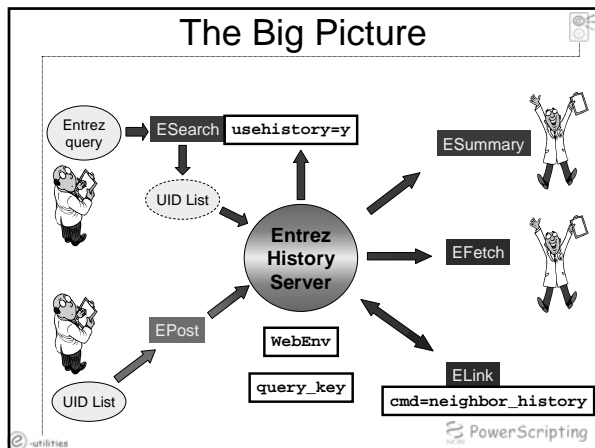 The Big Picture
Entrez
query
ESearch
usehistory=y
UID List
ESummary
Entrez
History
Server
EFetch
EPost
WebEnv
query_key
UID List
ELink
cmd=neighbor_history
e-utilities
PowerScripting